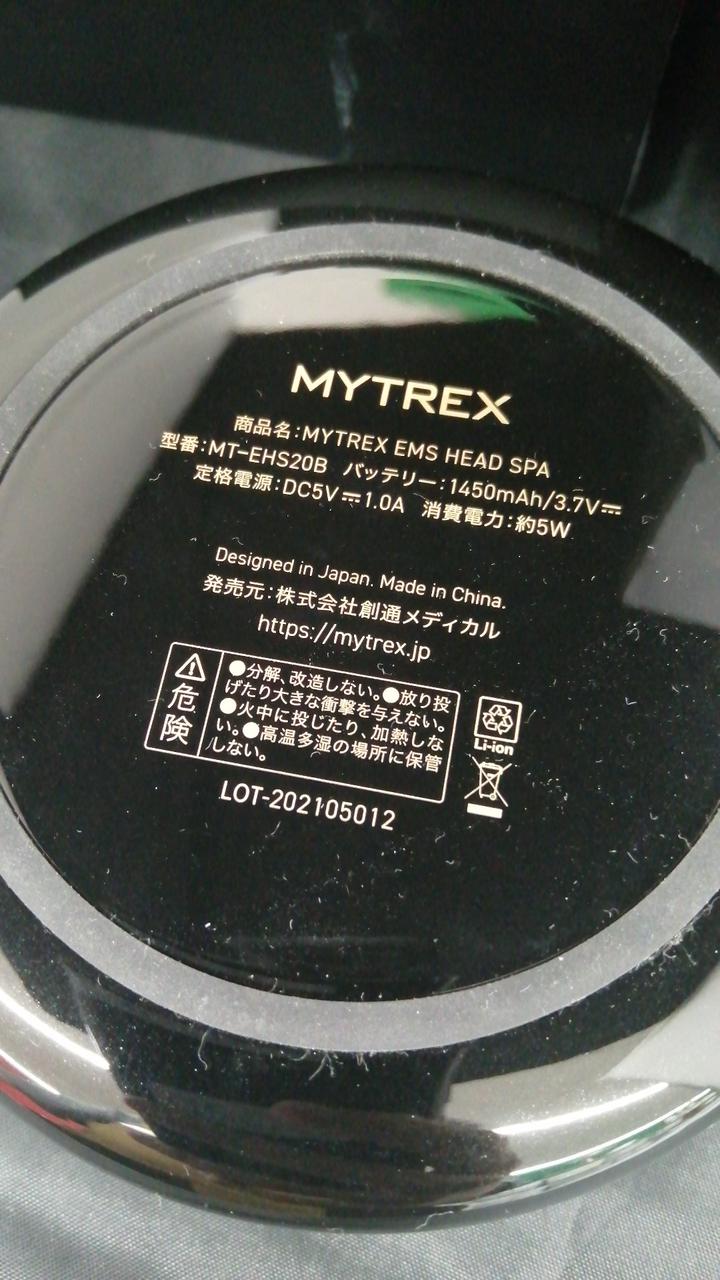 MYTREX
商品名:MYTREX EMS HEAD SPA
型番:MT-EHS20B バッテリー:1450mAh/3.7V⎓
定格電源:DC5V⎓1.0A 消費電力:約5W
Designed in Japan. Made in China.
発売元:株式会社創通メディカル
https://mytrex.jp
危険
●分解、改造しない。●放り投
げたり大きな衝撃を与えない。
●火中に投じたり、加熱しな
い。●高温多湿の場所に保管
しない。
Li-ion
LOT-202105012